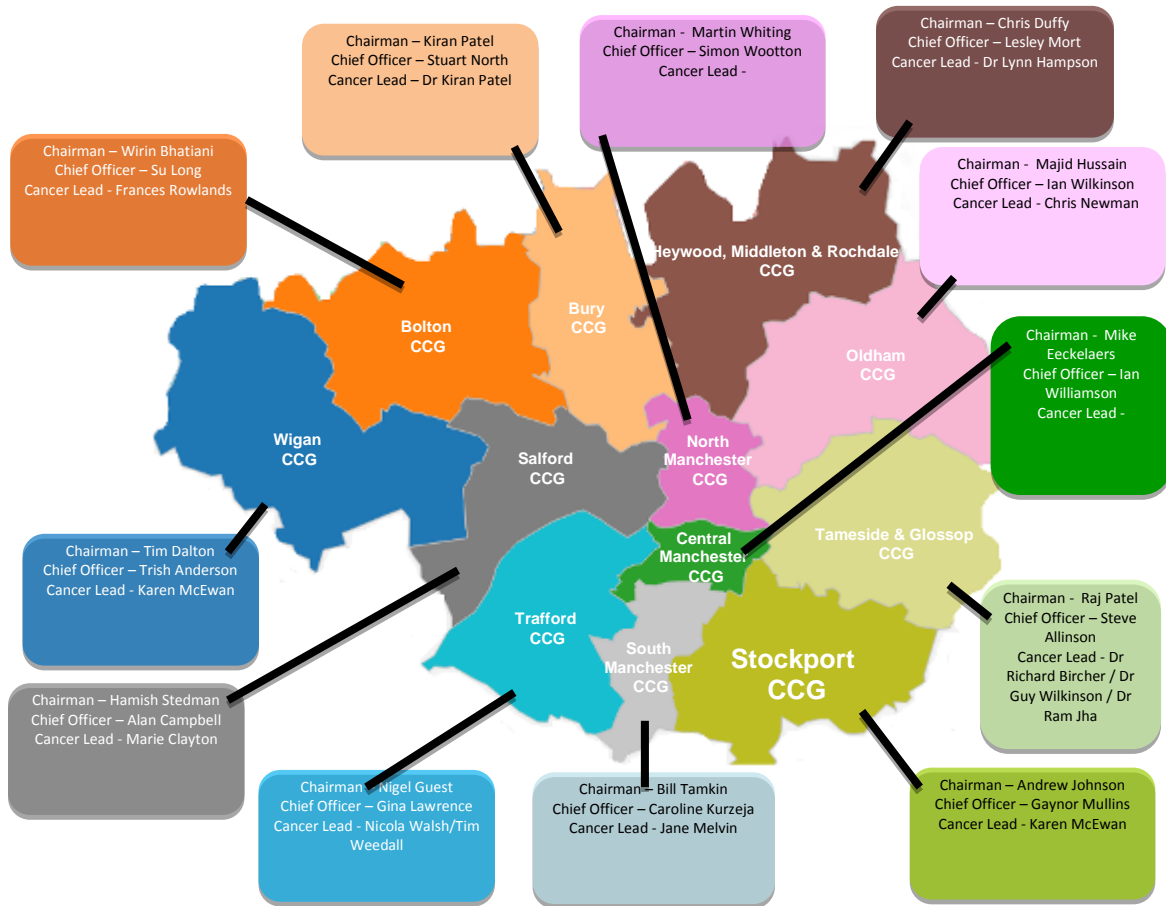 Chairman – Kiran Patel
Chief Officer – Stuart North
Cancer Lead – Dr Kiran Patel
Chairman -  Martin Whiting
Chief Officer – Simon Wootton
Cancer Lead -
Chairman – Chris Duffy
Chief Officer – Lesley Mort
Cancer Lead - Dr Lynn Hampson
Chairman – Wirin Bhatiani
Chief Officer – Su Long
Cancer Lead - Frances Rowlands
Chairman -  Majid Hussain
Chief Officer – Ian Wilkinson
Cancer Lead - Chris Newman
Heywood, Middleton & Rochdale
CCG
Bury
CCG
Bolton
CCG
Oldham
CCG
Chairman -  Mike
Eeckelaers
Chief Officer – Ian
Williamson
Cancer Lead -
Wigan
CCG
Salford
CCG
North
Manchester
CCG
Central
Manchester
CCG
Tameside & Glossop
CCG
Chairman – Tim Dalton
Chief Officer – Trish Anderson
Cancer Lead - Karen McEwan
Trafford
CCG
South
Manchester
CCG
Stockport
CCG
Chairman -  Raj Patel
Chief Officer – Steve
Allinson
Cancer Lead - Dr
Richard Bircher / Dr
Guy Wilkinson / Dr
Ram Jha
Chairman – Hamish Stedman
Chief Officer – Alan Campbell
Cancer Lead - Marie Clayton
Chairman – Nigel Guest
Chief Officer – Gina Lawrence
Cancer Lead - Nicola Walsh/Tim
Weedall
Chairman – Bill Tamkin
Chief Officer – Caroline Kurzeja
Cancer Lead - Jane Melvin
Chairman – Andrew Johnson
Chief Officer – Gaynor Mullins
Cancer Lead - Karen McEwan